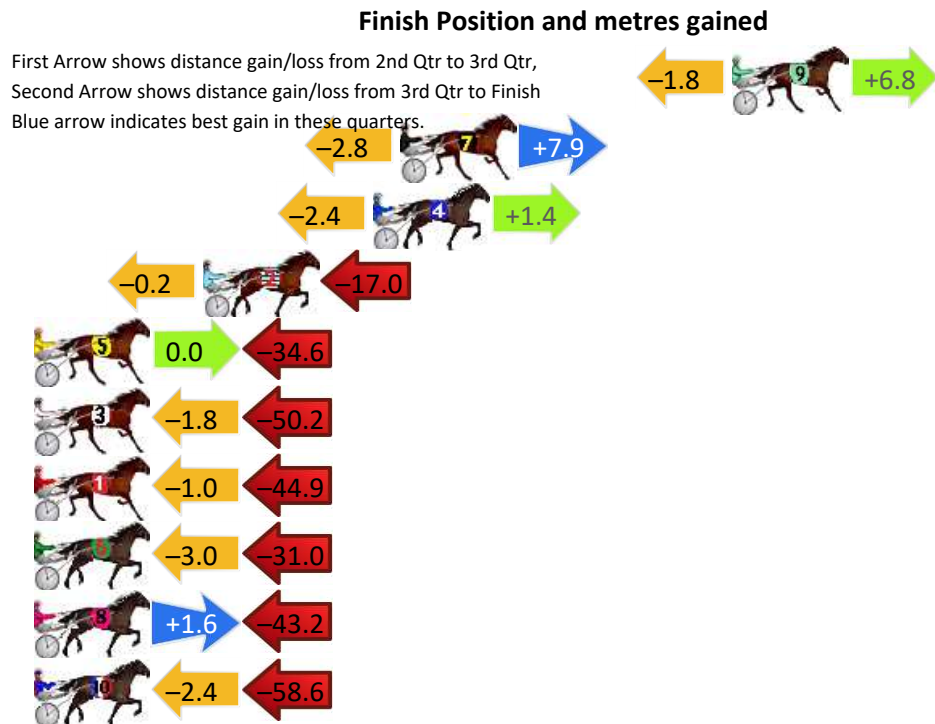 Finish Position and metres gained
First Arrow shows distance gain/loss from 2nd Qtr to 3rd Qtr,
Second Arrow shows distance gain/loss from 3rd Qtr to Finish
Blue arrow indicates best gain in these quarters.
−1.8 9 +6.8
−2.8 7 +7.9
−2.4 4 +1.4
−0.2 2 −17.0
5 0.0 −34.6
3 −1.8 −50.2
1 −1.0 −44.9
6 −3.0 −31.0
8 +1.6 −43.2
10 −2.4 −58.6